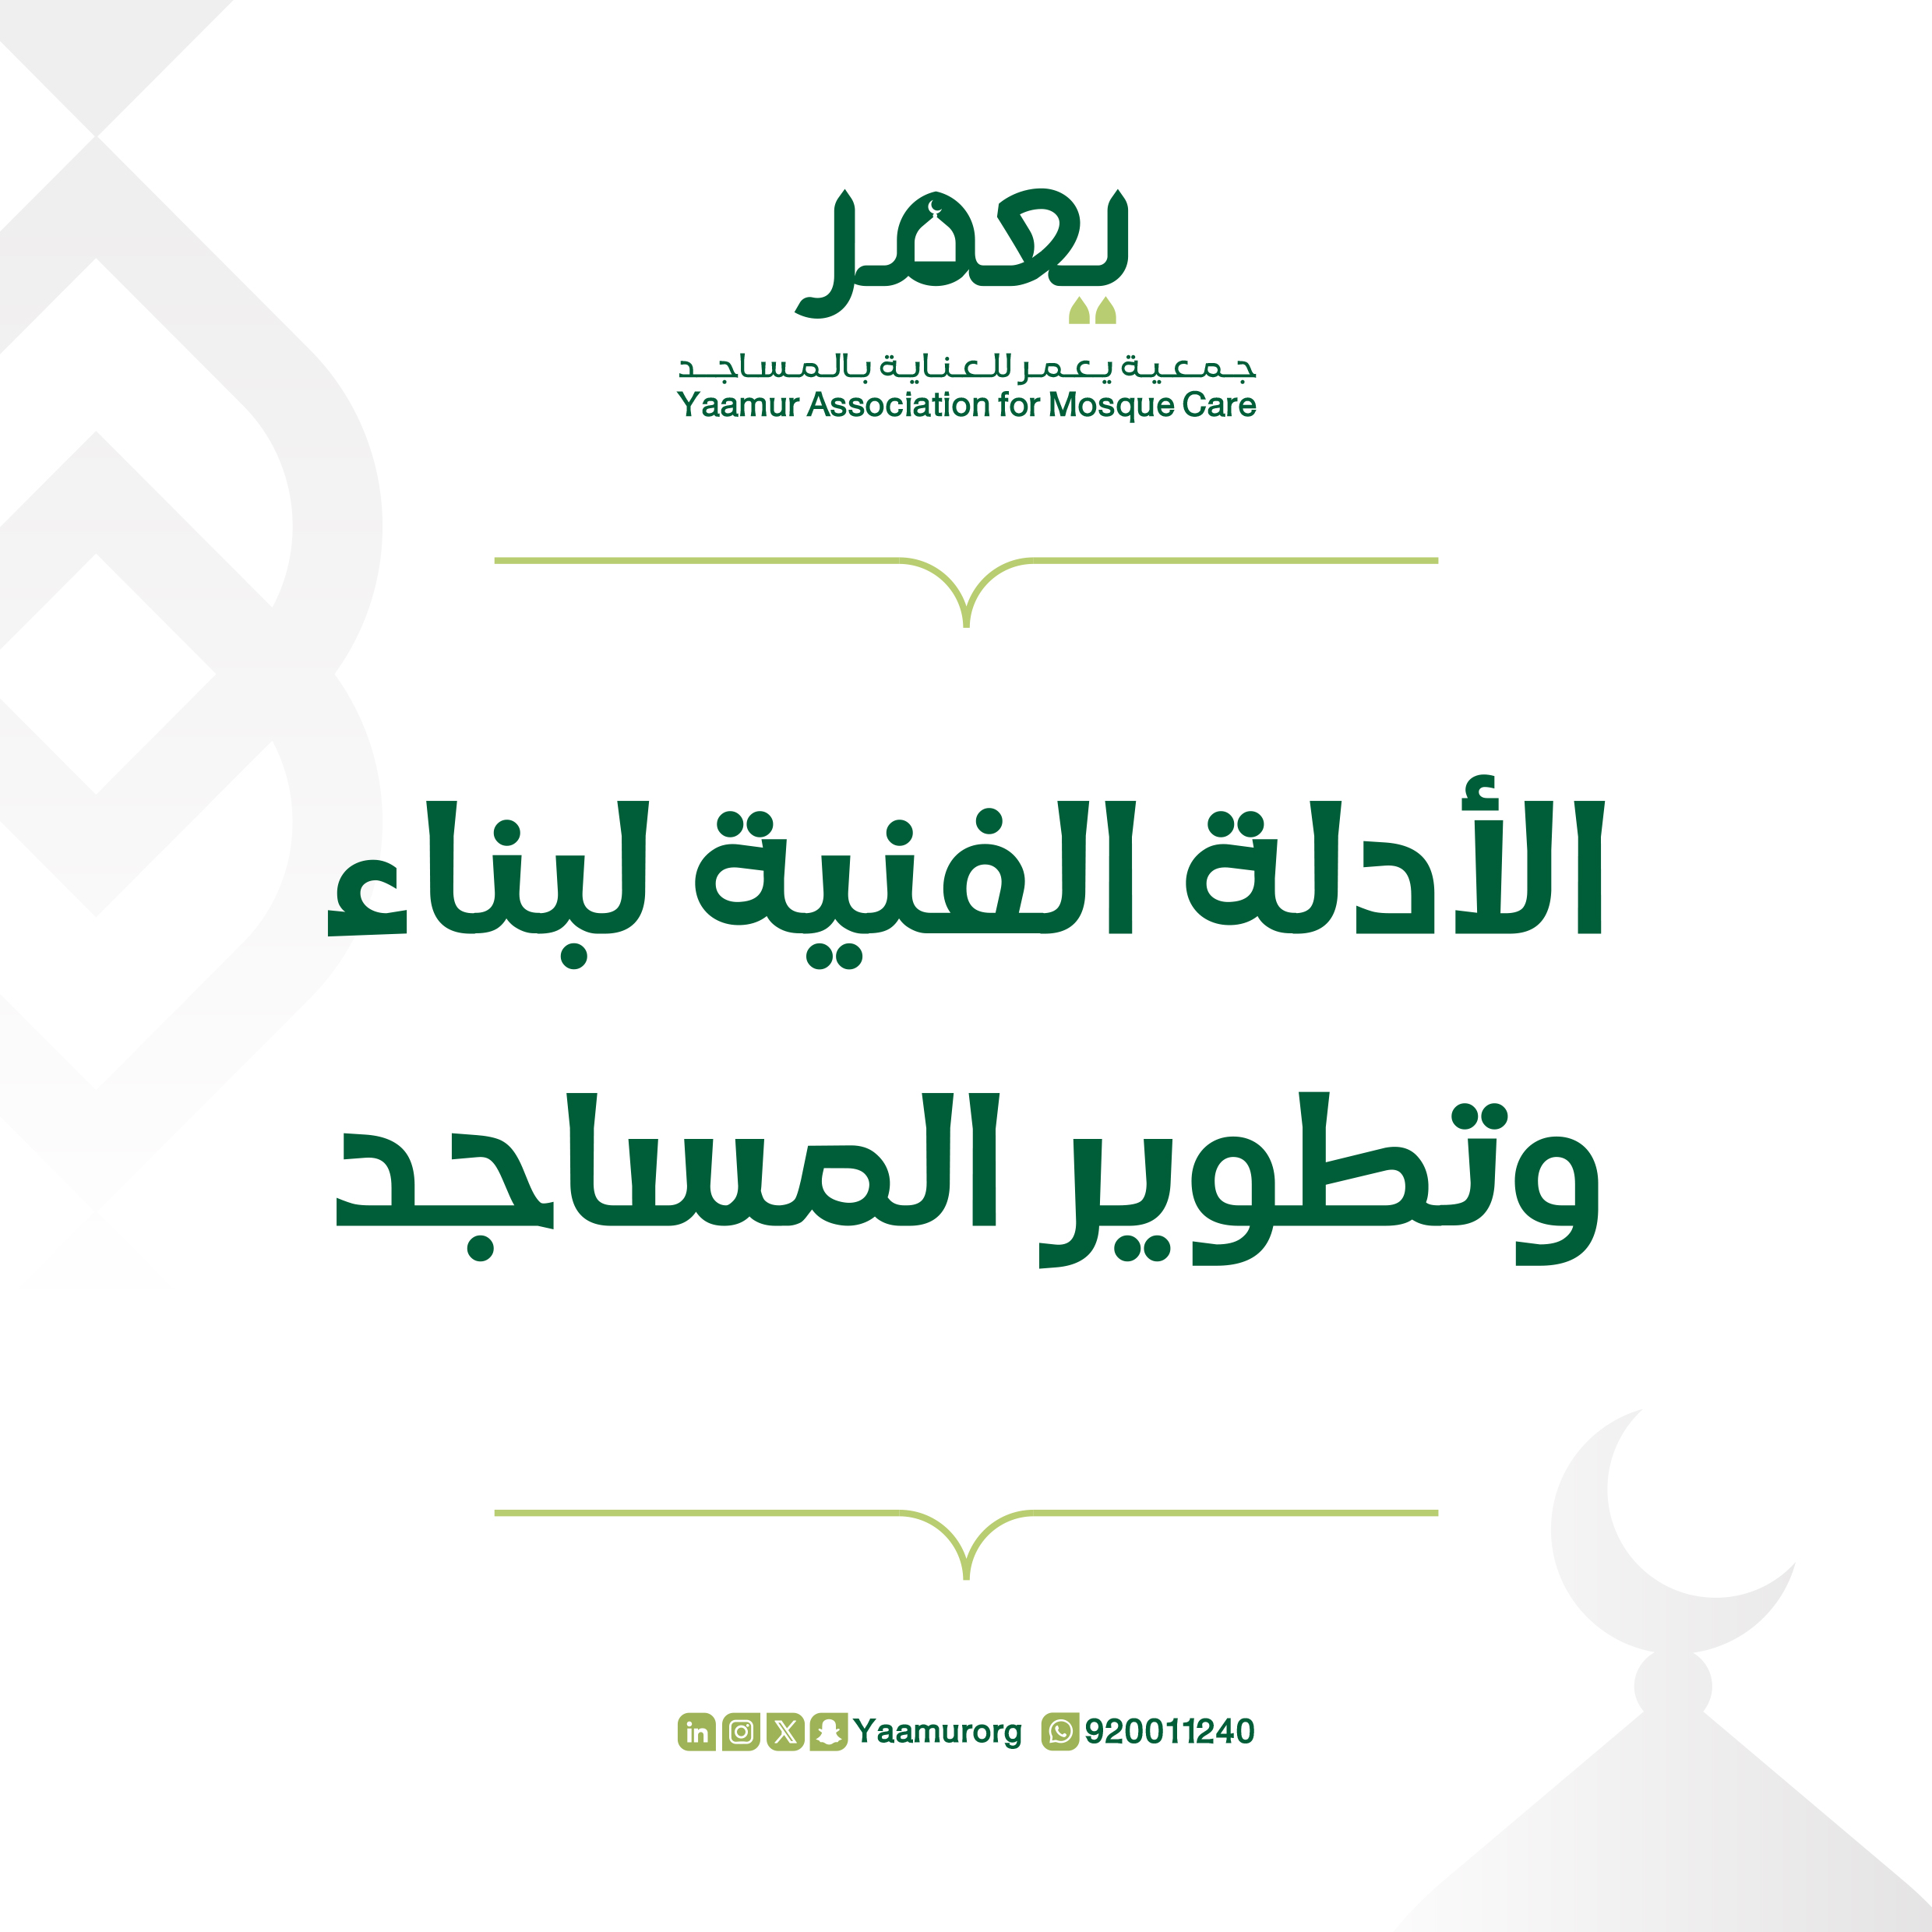 يعمر
جمعية يعمر للعناية بالمساجد
Yaamur Association for Mosque Care
الأدلة الفنية لبناء
وتطوير المساجد
Yaamurorg 920011240